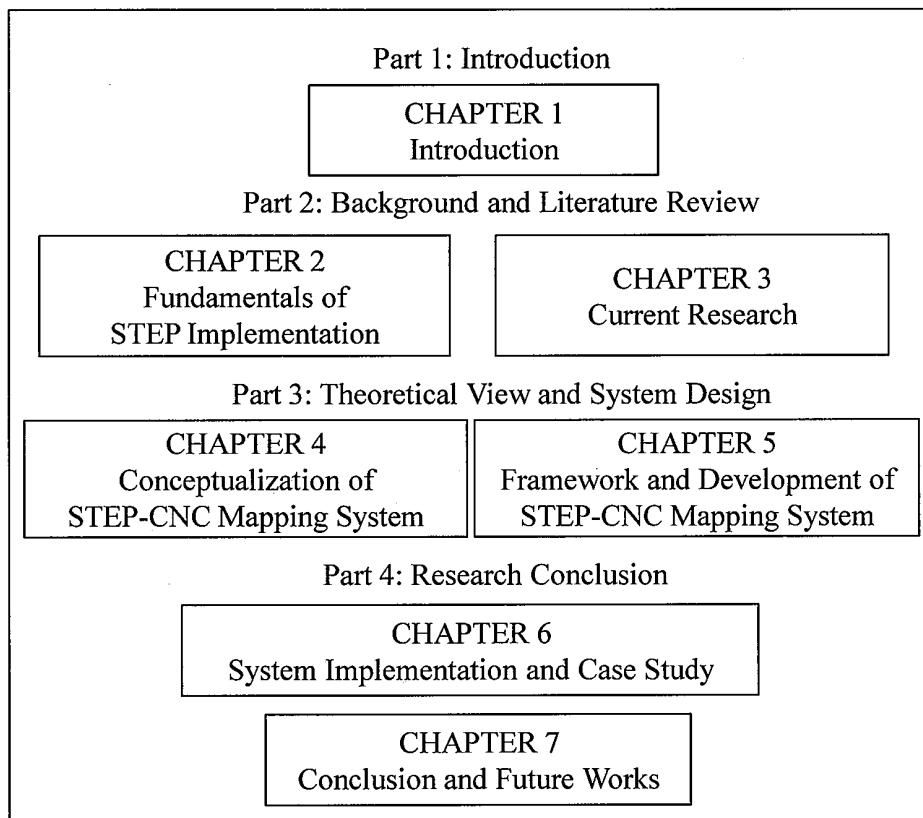 Part 1: Introduction
CHAPTER 1
Introduction
Part 2: Background and Literature Review
CHAPTER 2
Fundamentals of
STEP Implementation
CHAPTER 3
Current Research
Part 3: Theoretical View and System Design
CHAPTER 4
Conceptualization of
STEP-CNC Mapping System
CHAPTER 5
Framework and Development of
STEP-CNC Mapping System
Part 4: Research Conclusion
CHAPTER 6
System Implementation and Case Study
CHAPTER 7
Conclusion and Future Works